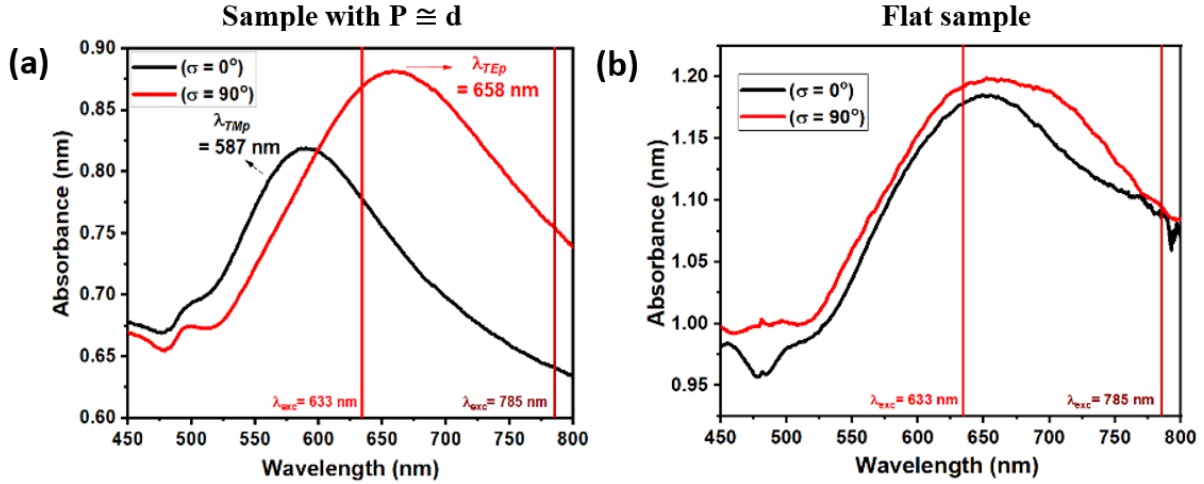 Sample with P ≅ d
Flat sample
(a)
0.90
0.85
0.80
0.75
0.70
0.65
0.60
Absorbance (nm)
(σ = 0°)
(σ = 90°)
λTMp
= 587 nm
λTEp
= 658 nm
λexc= 633 nm
λexc= 785 nm
450 500 550 600 650 700 750 800
Wavelength (nm)
(b)
1.20
1.15
1.10
1.05
1.00
0.95
Absorbance (nm)
(σ = 0°)
(σ = 90°)
λexc= 633 nm
λexc= 785 nm
450 500 550 600 650 700 750 800
Wavelength (nm)